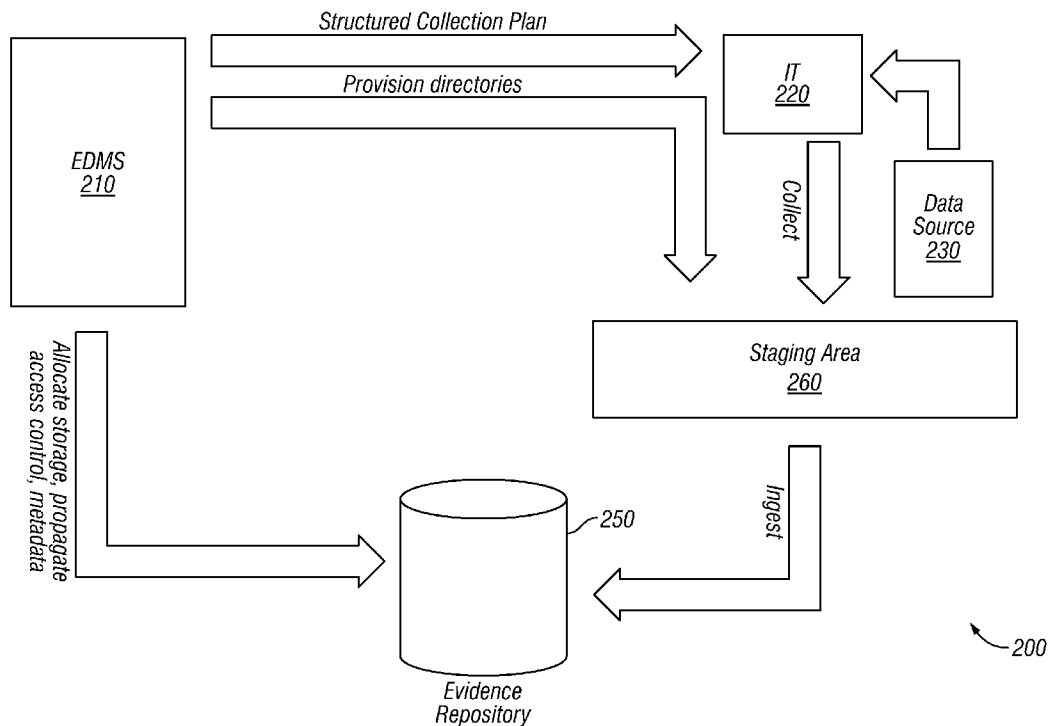 Structured Collection Plan
Provision directories
EDMS
210
IT
220
Collect
Data
Source
230
Staging Area
260
Allocate storage, propagate
access control, metadata
Ingest
250
Evidence
Repository
200